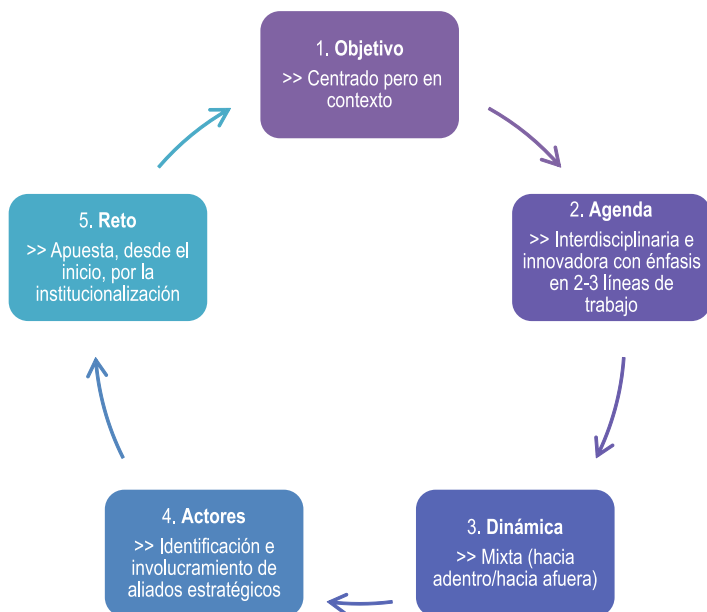 1. Objetivo
>> Centrado pero en
contexto
2. Agenda
>> Interdisciplinaria e
innovadora con énfasis
en 2-3 líneas de
trabajo
3. Dinámica
>> Mixta (hacia
adentro/hacia afuera)
4. Actores
>> Identificación e
involucramiento de
aliados estratégicos
5. Reto
>> Apuesta, desde el
inicio, por la
institucionalización